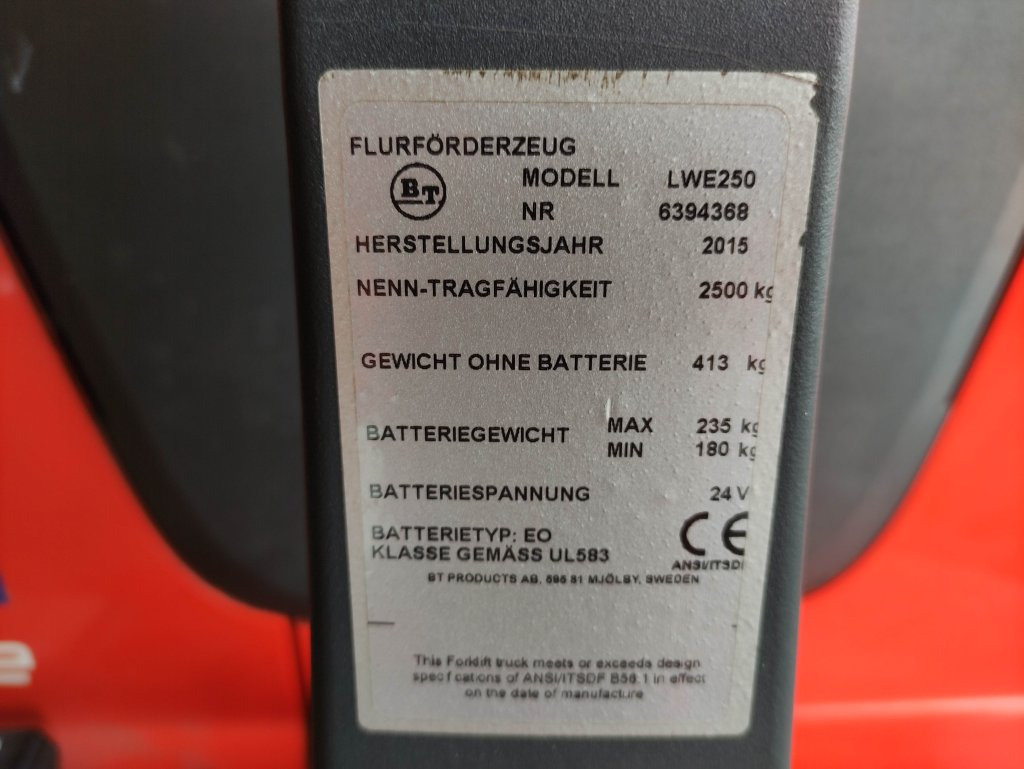 FLURFÖRDERZEUG
BT
MODELL LWE250
NR 6394368
HERSTELLUNGSJAHR 2015
NENN-TRAGFÄHIGKEIT 2500 kg
GEWICHT OHNE BATTERIE 413 kg
BATTERIEGEWICHT MAX 235 kg
MIN 180 kg
BATTERIESPANNUNG 24 V
BATTERIETYP: EO
KLASSE GEMÄSS UL583
CE
ANSI/ITSDF
BT PRODUCTS AB, 595 81 MJÖLBY, SWEDEN
This Forklift truck meets or exceeds design
specifications of ANSI/ITSDF B56.1 in effect
on the date of manufacture